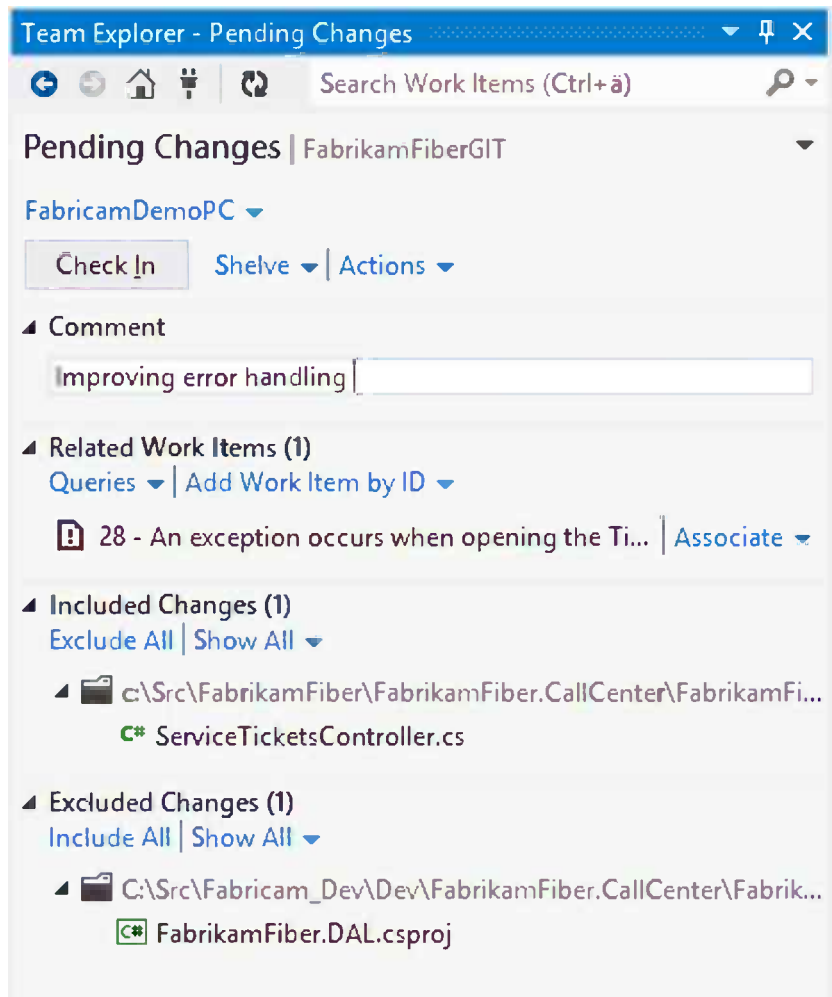 Team Explorer - Pending Changes
Search Work Items (Ctrl+ä)
Pending Changes | FabrikamFiberGIT
FabricamDemoPC
Check In Shelve | Actions
Comment
Improving error handling
Related Work Items (1)
Queries | Add Work Item by ID
28 - An exception occurs when opening the Ti... | Associate
Included Changes (1)
Exclude All | Show All
c:\Src\FabrikamFiber\FabrikamFiber.CallCenter\FabrikamFi...
C# ServiceTicketsController.cs
Excluded Changes (1)
Include All | Show All
C:\Src\Fabricam_Dev\Dev\FabrikamFiber.CallCenter\Fabrik...
C# FabrikamFiber.DAL.csproj